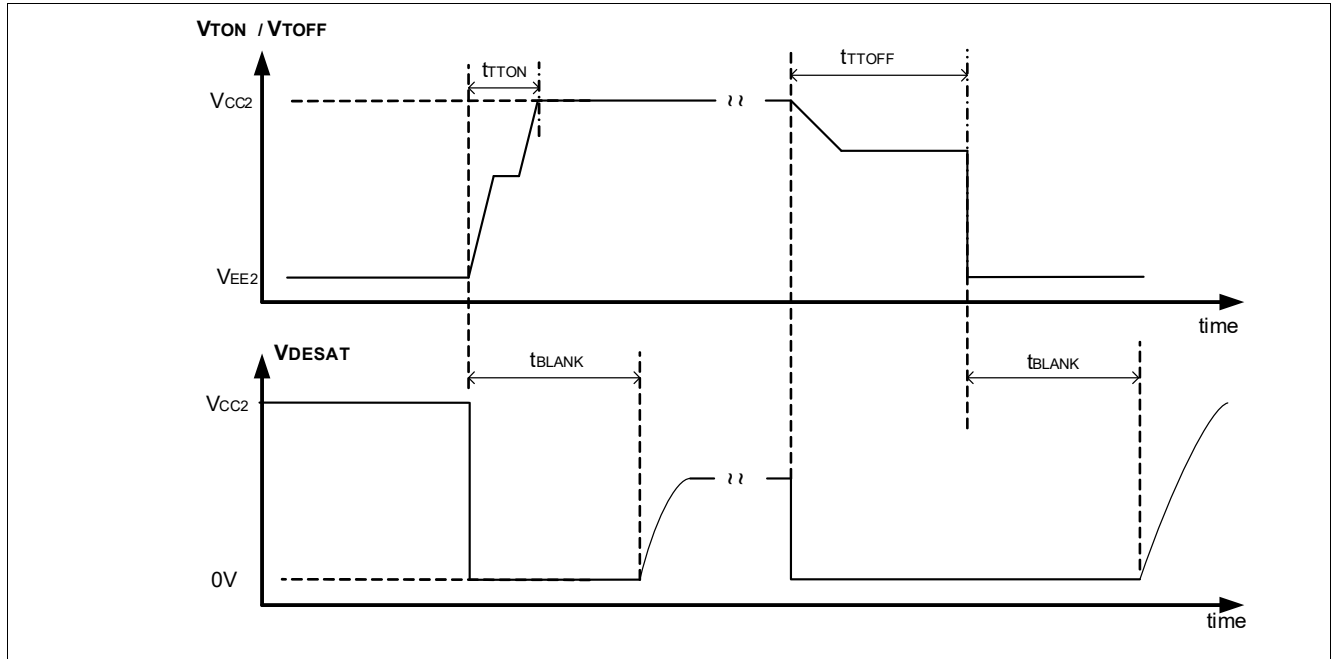 VTON / VTOFF
tTTON
tTTOFF
VCC2
VEE2
time
VDESAT
tBLANK
tBLANK
VCC2
0V
time